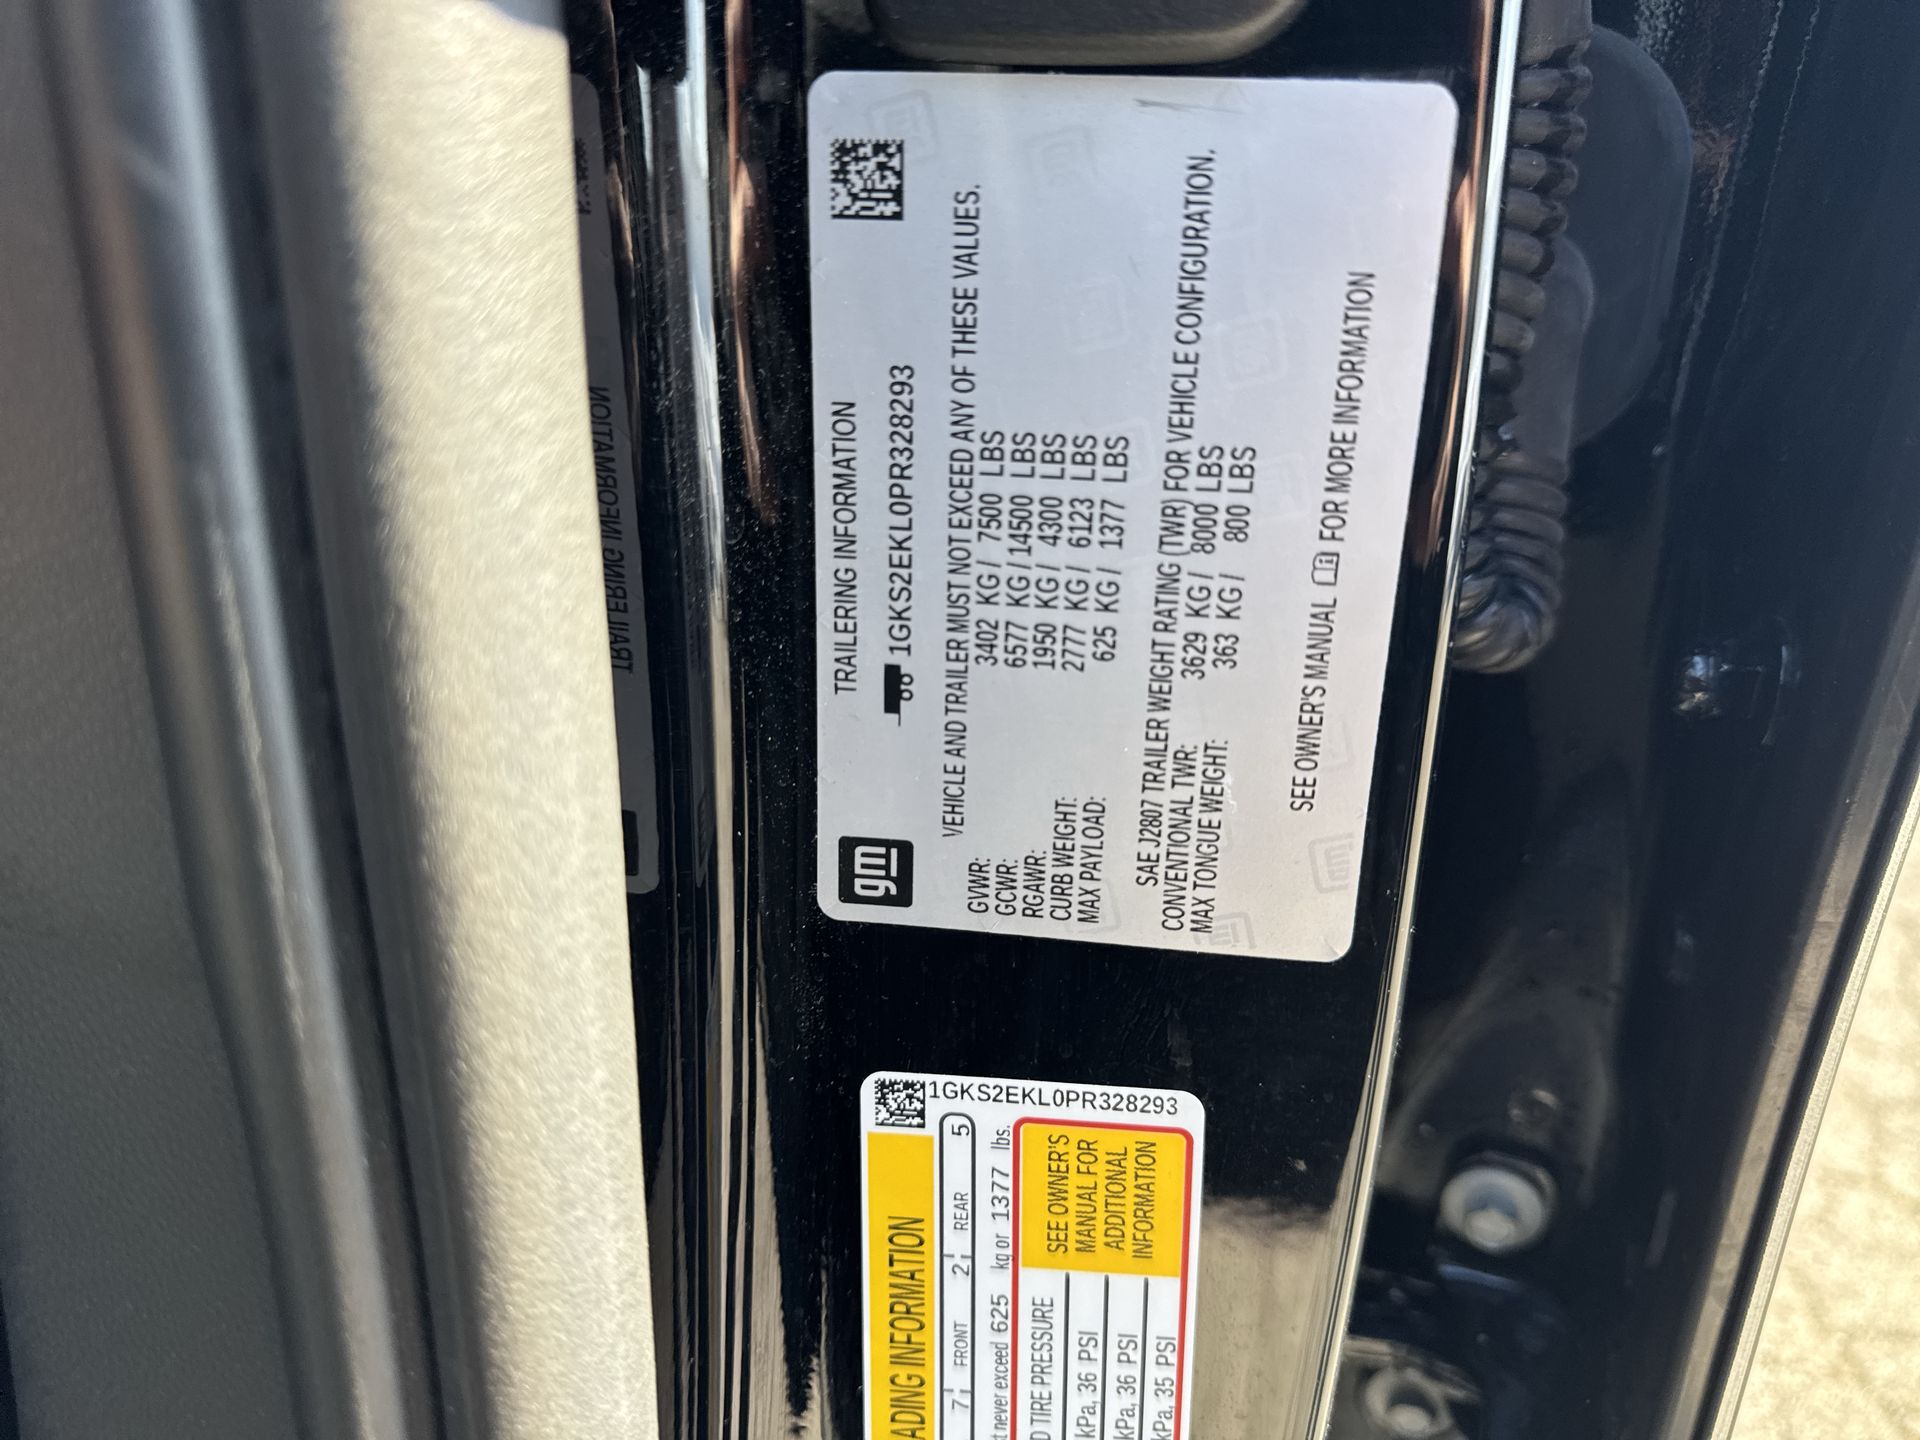 gm
TRAILERING INFORMATION
1GKS2EKL0PR328293
VEHICLE AND TRAILER MUST NOT EXCEED ANY OF THESE VALUES.
GVWR: 3402 KG / 7500 LBS
GCWR: 6577 KG / 14500 LBS
RGAWR: 1950 KG / 4300 LBS
CURB WEIGHT: 2777 KG / 6123 LBS
MAX PAYLOAD: 625 KG / 1377 LBS
SAE J2807 TRAILER WEIGHT RATING (TWR) FOR VEHICLE CONFIGURATION.
CONVENTIONAL TWR: 3629 KG / 8000 LBS
MAX TONGUE WEIGHT: 363 KG / 800 LBS
SEE OWNER'S MANUAL FOR MORE INFORMATION
ADING INFORMATION
7 FRONT 2 REAR 5
never exceed 625 kg or 1377 lbs.
TIRE PRESSURE
kPa, 36 PSI
kPa, 36 PSI
kPa, 35 PSI
SEE OWNER'S
MANUAL FOR
ADDITIONAL
INFORMATION
1GKS2EKL0PR328293
TRAILERING INFORMATION